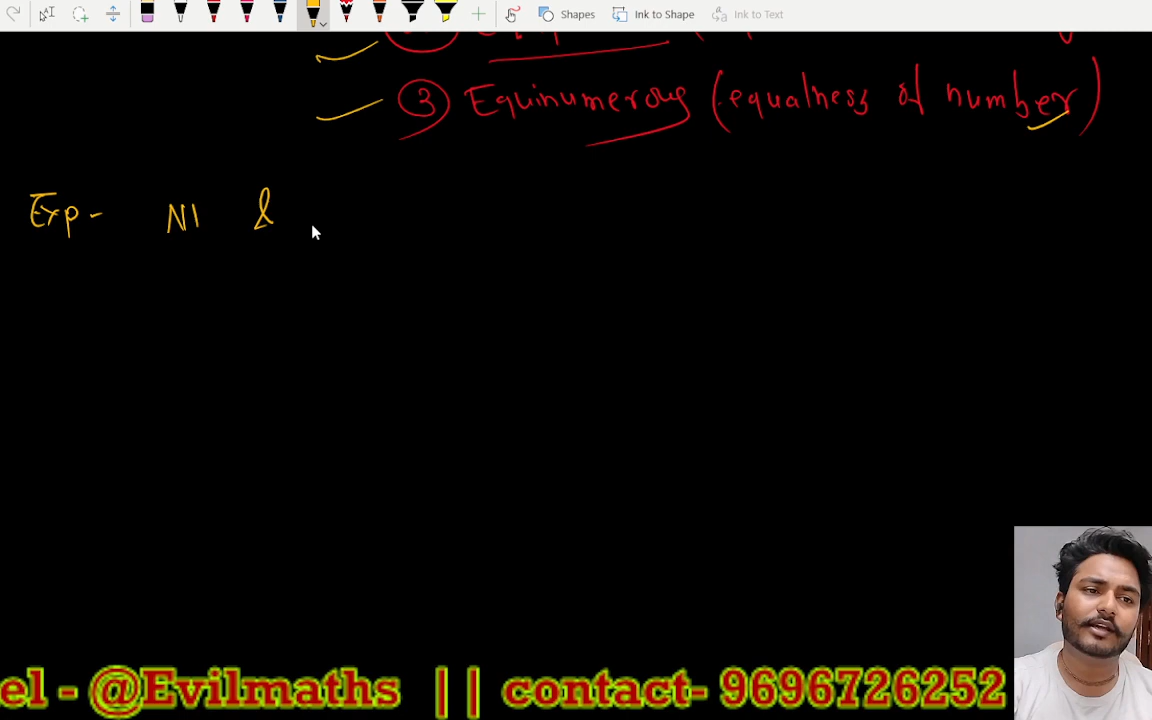 Shapes Ink to Shape Ink to Text
③ Equinumerous (equalness of number)
Exp - N &
el - @Evilmaths || contact- 9696726252